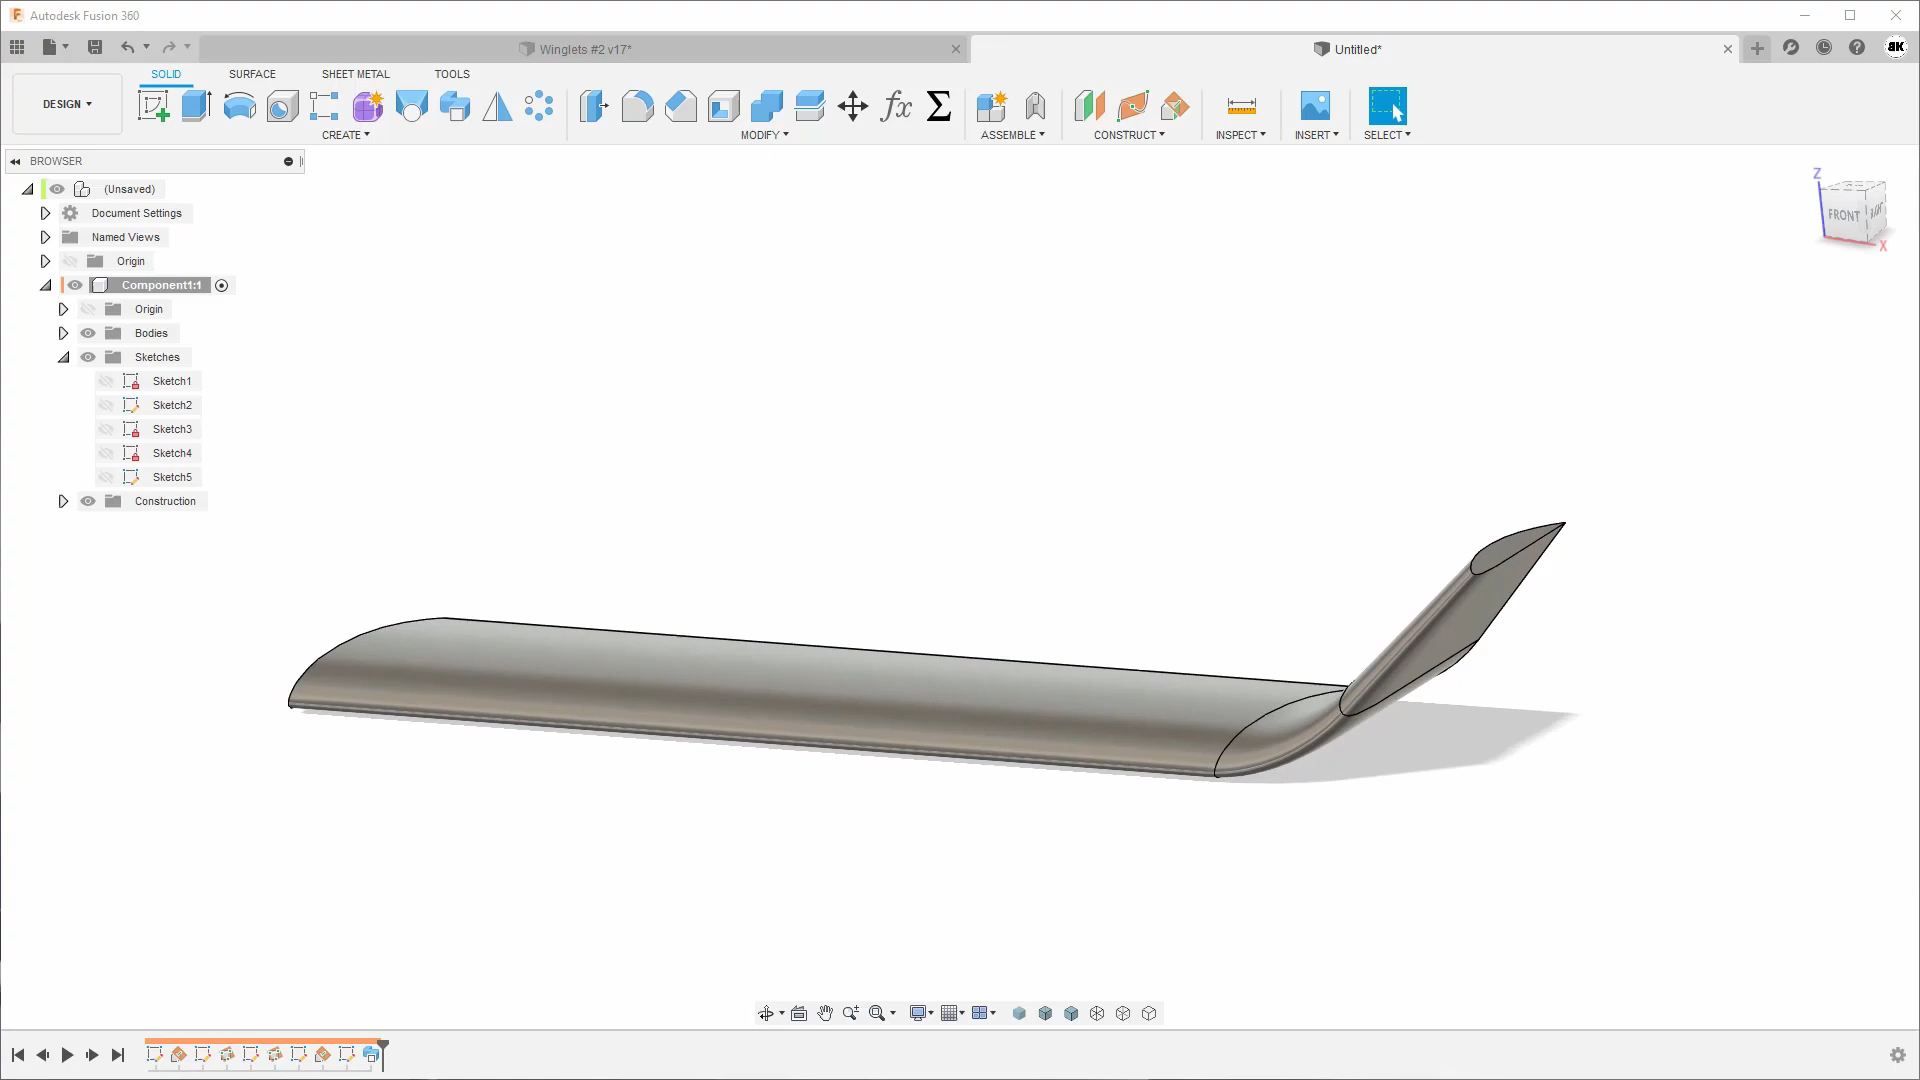 Autodesk Fusion 360
Winglets #2 v17*
Untitled*
BK
SOLID
SURFACE
SHEET METAL
TOOLS
DESIGN
CREATE
MODIFY
ASSEMBLE
CONSTRUCT
INSPECT
INSERT
SELECT
BROWSER
(Unsaved)
Document Settings
Named Views
Origin
Component1:1
Origin
Bodies
Sketches
Sketch1
Sketch2
Sketch3
Sketch4
Sketch5
Construction
Z
FRONT
RIGHT
X